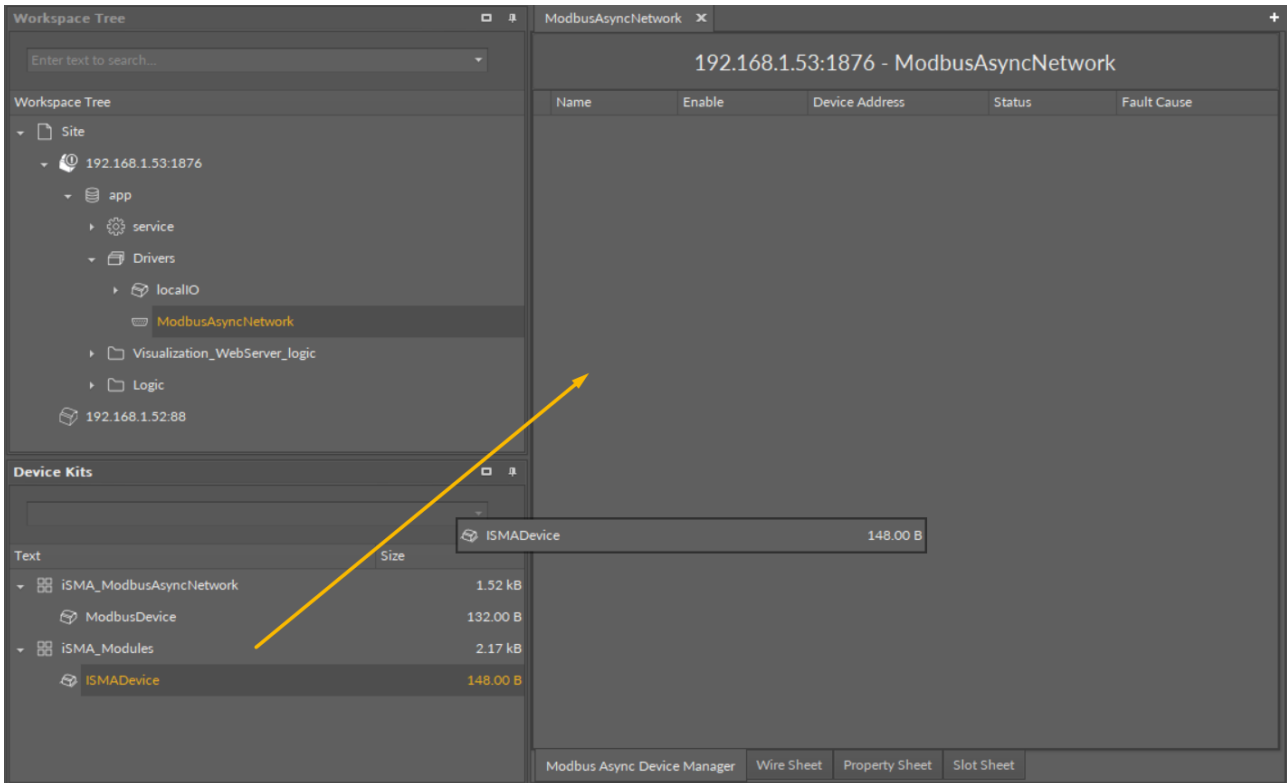 Workspace Tree
Enter text to search...
Workspace Tree
Site
192.168.1.53:1876
app
service
Drivers
localIO
ModbusAsyncNetwork
Visualization_WebServer_logic
Logic
192.168.1.52:88
Device Kits
Text Size
iSMA_ModbusAsyncNetwork 1.52 kB
ModbusDevice 132.00 B
iSMA_Modules 2.17 kB
ISMADevice 148.00 B
ModbusAsyncNetwork
192.168.1.53:1876 - ModbusAsyncNetwork
Name Enable Device Address Status Fault Cause
ISMADevice 148.00 B
Modbus Async Device Manager Wire Sheet Property Sheet Slot Sheet